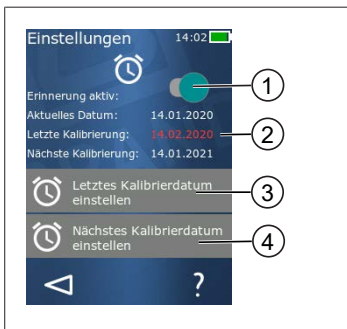 Einstellungen 14:02
Erinnerung aktiv:
1
Aktuelles Datum: 14.01.2020
Letzte Kalibrierung: 14.02.2020
2
Nächste Kalibrierung: 14.01.2021
Letztes Kalibrierdatum
einstellen
3
Nächstes Kalibrierdatum
einstellen
4
?